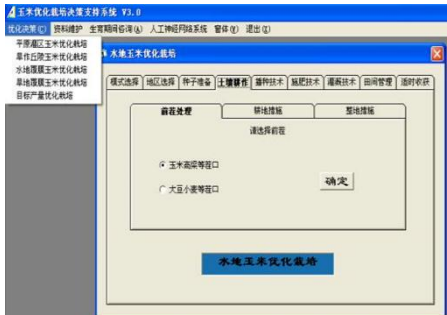 玉米优化栽培决策支持系统 V3.0
优化决策(C) 资料维护 生育期间咨询(A) 人工神经网络系统 窗体(W) 退出(Z)
平原灌区玉米优化栽培
旱作丘陵玉米优化栽培
水地覆膜玉米优化栽培
旱地覆膜玉米优化栽培
目标产量优化栽培
水地玉米优化栽培
模式选择 地区选择 种子准备 土壤耕作 播种技术 施肥技术 灌溉技术 田间管理 适时收获
前茬处理 耕地措施 整地措施
请选择前茬
玉米高粱等茬口
大豆小麦等茬口
确定
水地玉米优化栽培